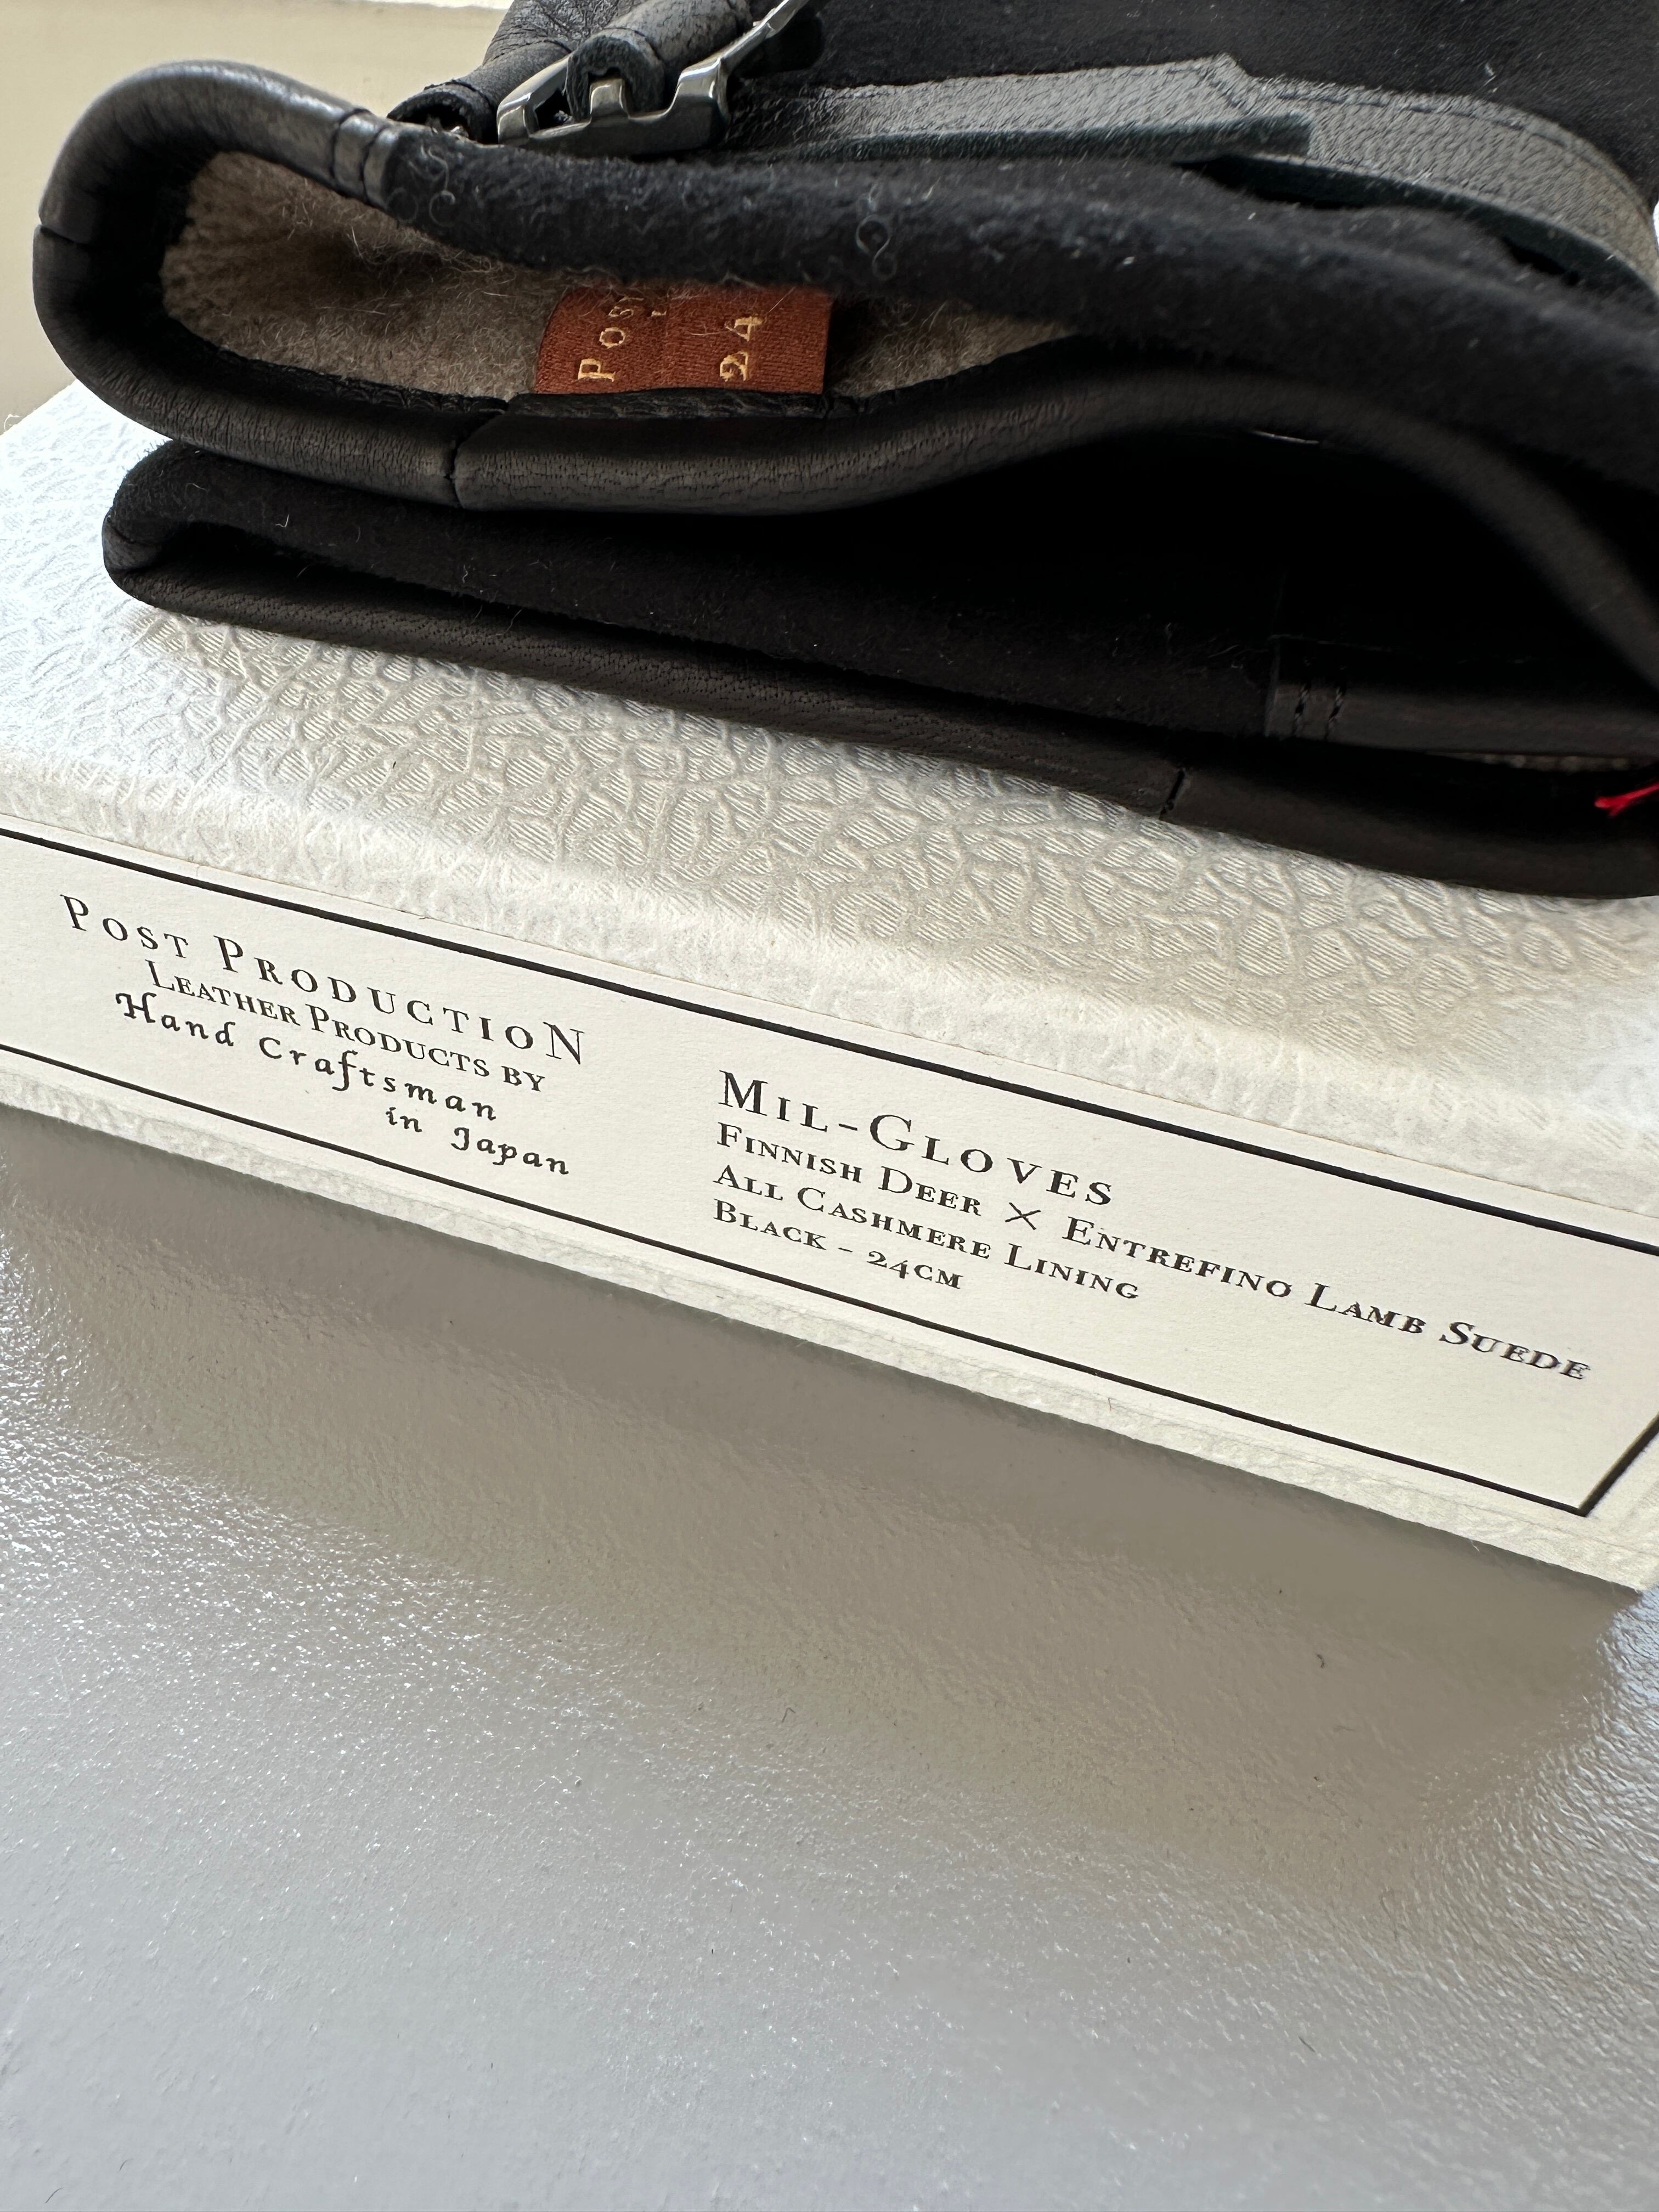 Pos
24
Post Production
Leather Products by
Hand Craftsman
in Japan
Mil-Gloves
Finnish Deer × Entrefino Lamb Suede
All Cashmere Lining
Black - 24cm